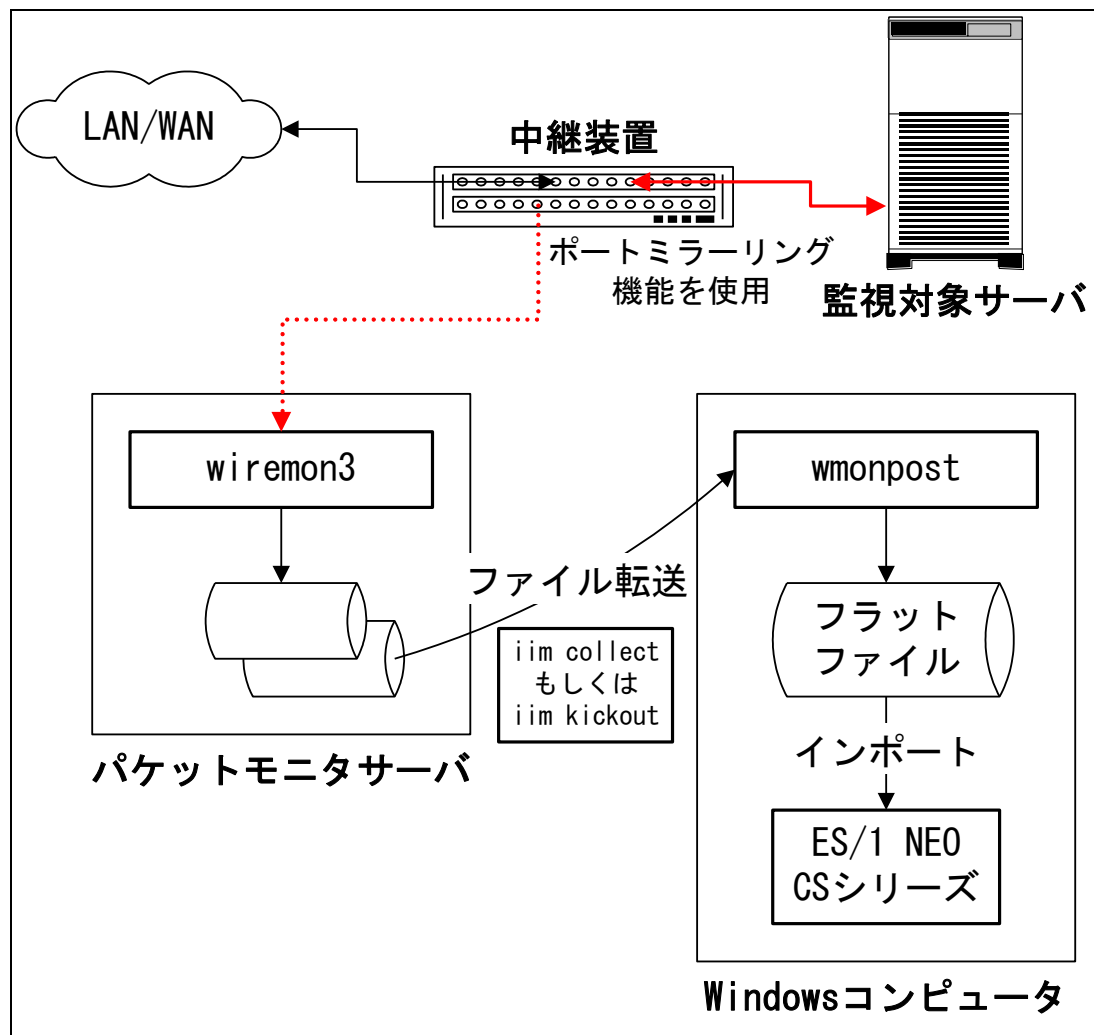 LAN/WAN
中継装置
ポートミラーリング
機能を使用
監視対象サーバ
wiremon3
wmonpost
ファイル転送
iim collect
もしくは
iim kickout
フラット
ファイル
インポート
ES/1 NEO
CSシリーズ
パケットモニタサーバ
Windowsコンピュータ